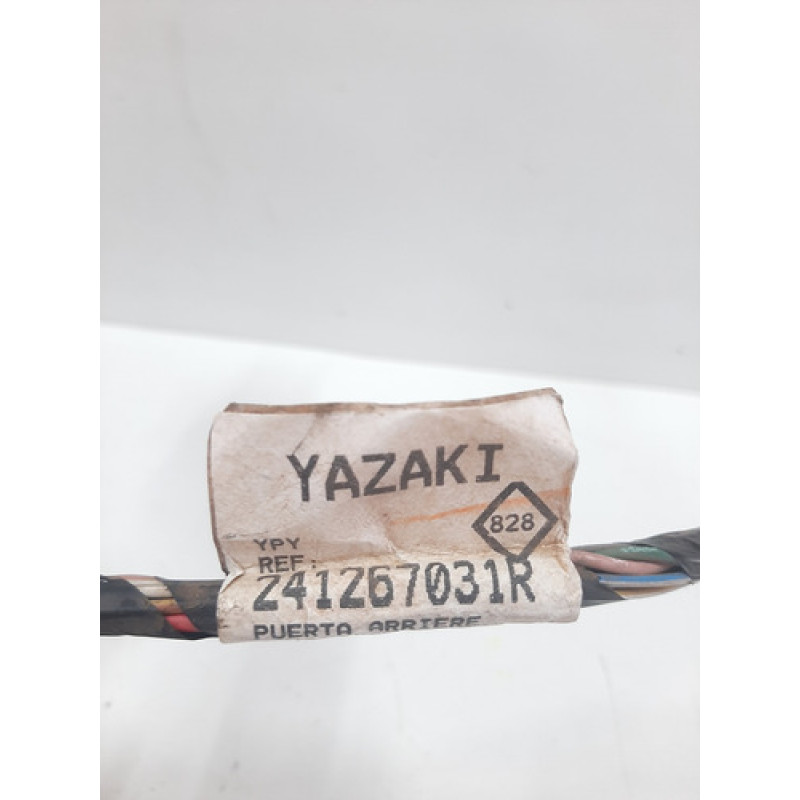 YAZAKI
828
YPY
REF:
241267031R
PUERTA ARRIERE